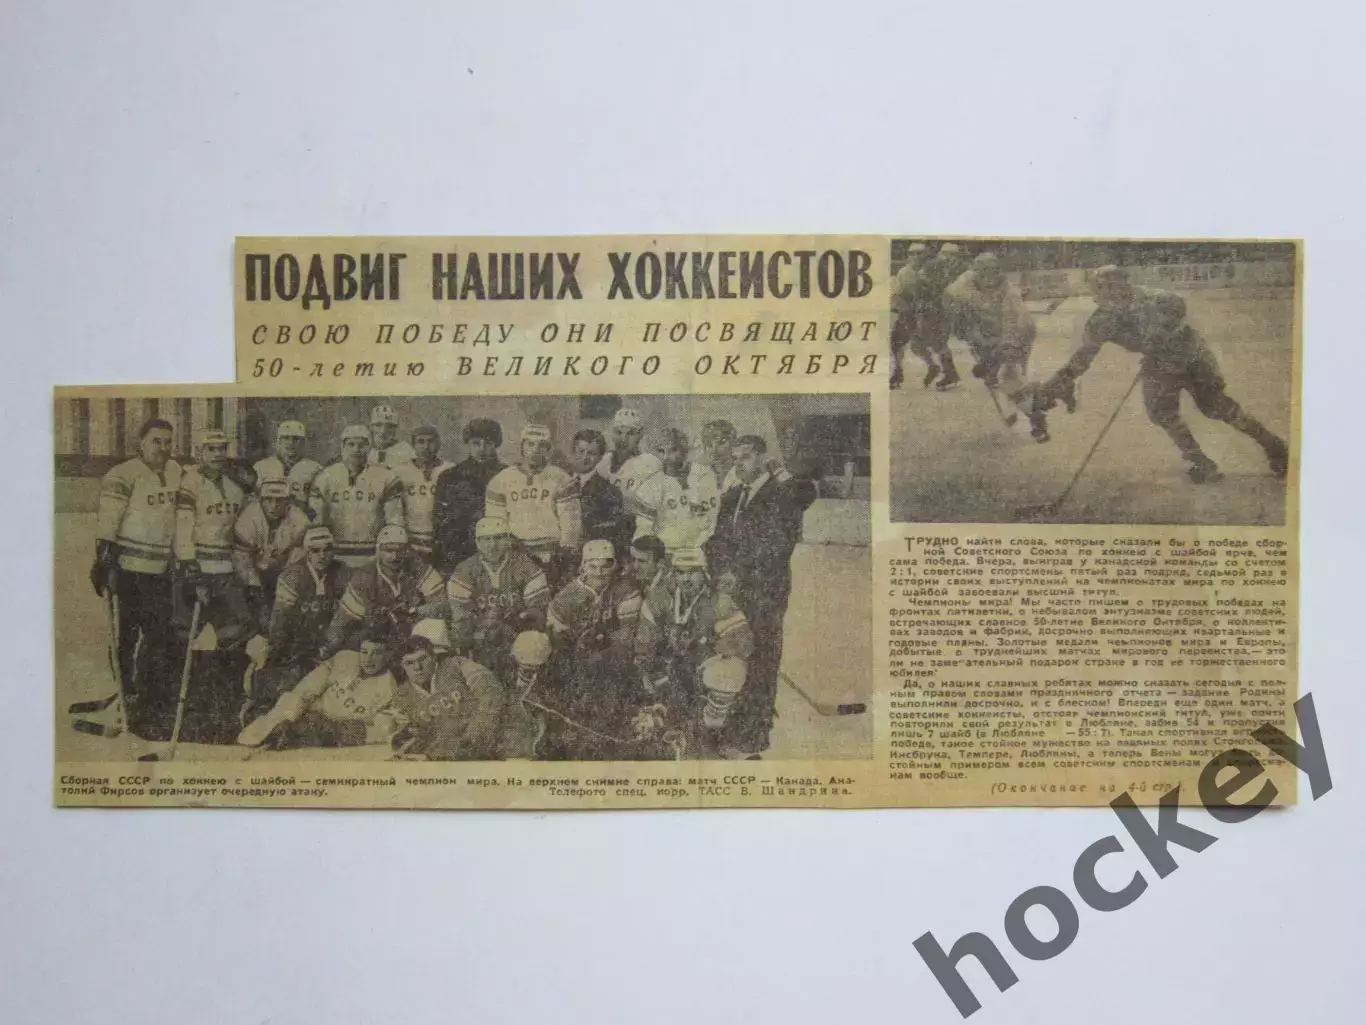 ПОДВИГ НАШИХ ХОККЕИСТОВ
СВОЮ ПОБЕДУ ОНИ ПОСВЯЩАЮТ
50-летию ВЕЛИКОГО ОКТЯБРЯ
СССР
СССР
СССР
СССР
Сборная СССР по хоккею с шайбой — семикратный чемпион мира. На верхнем снимке справа: матч СССР — Канада. Ана-
толий Фирсов организует очередную атаку.
Телефото спец. корр. ТАСС В. Шандрина.
ТРУДНО найти слова, которые сказали бы о победе сбор-
ной Советского Союза по хоккею с шайбой ярче, чем
сама победа. Вчера, выиграв у канадской команды со счетом
2:1, советские спортсмены пятый раз подряд, седьмой раз в
истории своих выступлений на чемпионатах мира по хоккею
с шайбой завоевали высший титул.
Чемпионы мира! Мы часто пишем о трудовых победах на
фронтах пятилетки, о небывалом энтузиазме советских людей,
встречающих славное 50-летие Великого Октября, о коллекти-
вах заводов и фабрик, досрочно выполняющих квартальные и
годовые планы. Золотые медали чемпионов мира и Европы,
добытые в труднейших матчах мирового первенства,— это
ли не замечательный подарок стране в год ее торжественного
юбилея!
Да, о наших славных ребятах можно сказать сегодня с пол-
ным правом словами праздничного отчета — задание Родины
выполнили досрочно, и с блеском! Впереди еще один матч, а
советские хоккеисты, отстояв чемпионский титул, уже почти
повторили свой результат в Любляне, забив 54 и пропустив
лишь 7 шайб (в Любляне — 55:7). Такая спортивная
победа, такое стойное мужество на ледяных полях Стокгольма,
Инсбрука, Тампере, Любляны, а теперь Вены могут
стойным примером всем советским спортсменам и
нам вообще.
(Окончание на 4-й стр.).
hockey